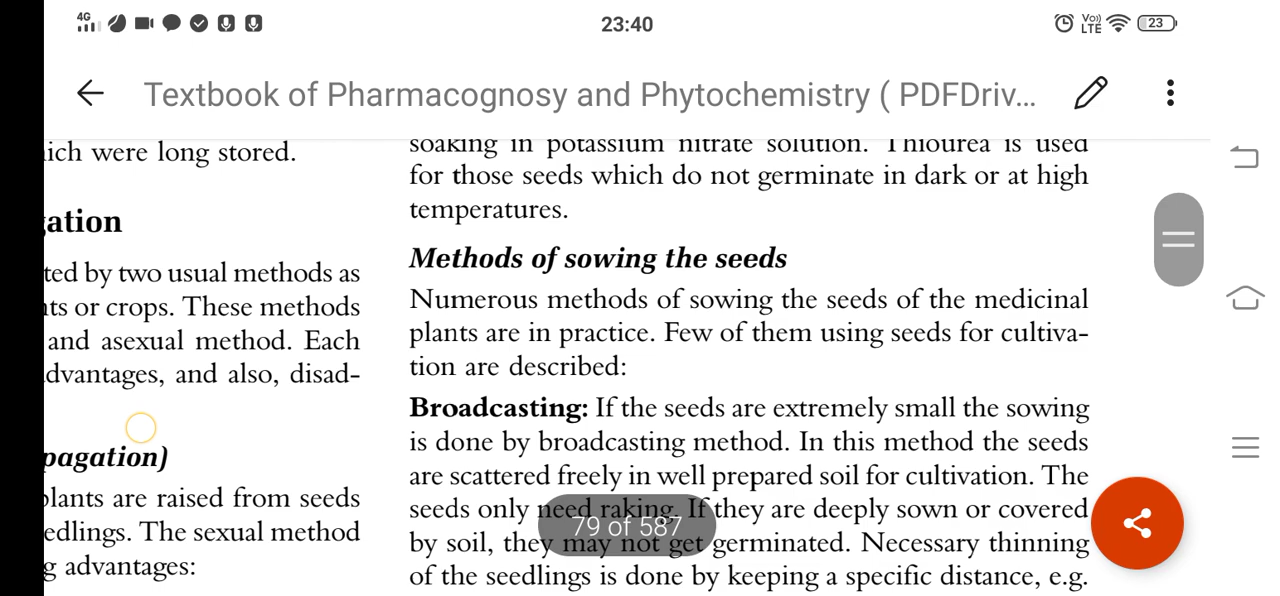 4G
23:40
Vo))
LTE
23
Textbook of Pharmacognosy and Phytochemistry ( PDFDriv...
ich were long stored.
ation
ted by two usual methods as
nts or crops. These methods
and asexual method. Each
dvantages, and also, disad-
pagation)
plants are raised from seeds
edlings. The sexual method
g advantages:
soaking in potassium nitrate solution. Thiourea is used
for those seeds which do not germinate in dark or at high
temperatures.
Methods of sowing the seeds
Numerous methods of sowing the seeds of the medicinal
plants are in practice. Few of them using seeds for cultiva-
tion are described:
Broadcasting: If the seeds are extremely small the sowing
is done by broadcasting method. In this method the seeds
are scattered freely in well prepared soil for cultivation. The
seeds only need raking. If they are deeply sown or covered
by soil, they may not get germinated. Necessary thinning
of the seedlings is done by keeping a specific distance, e.g.
79 of 587